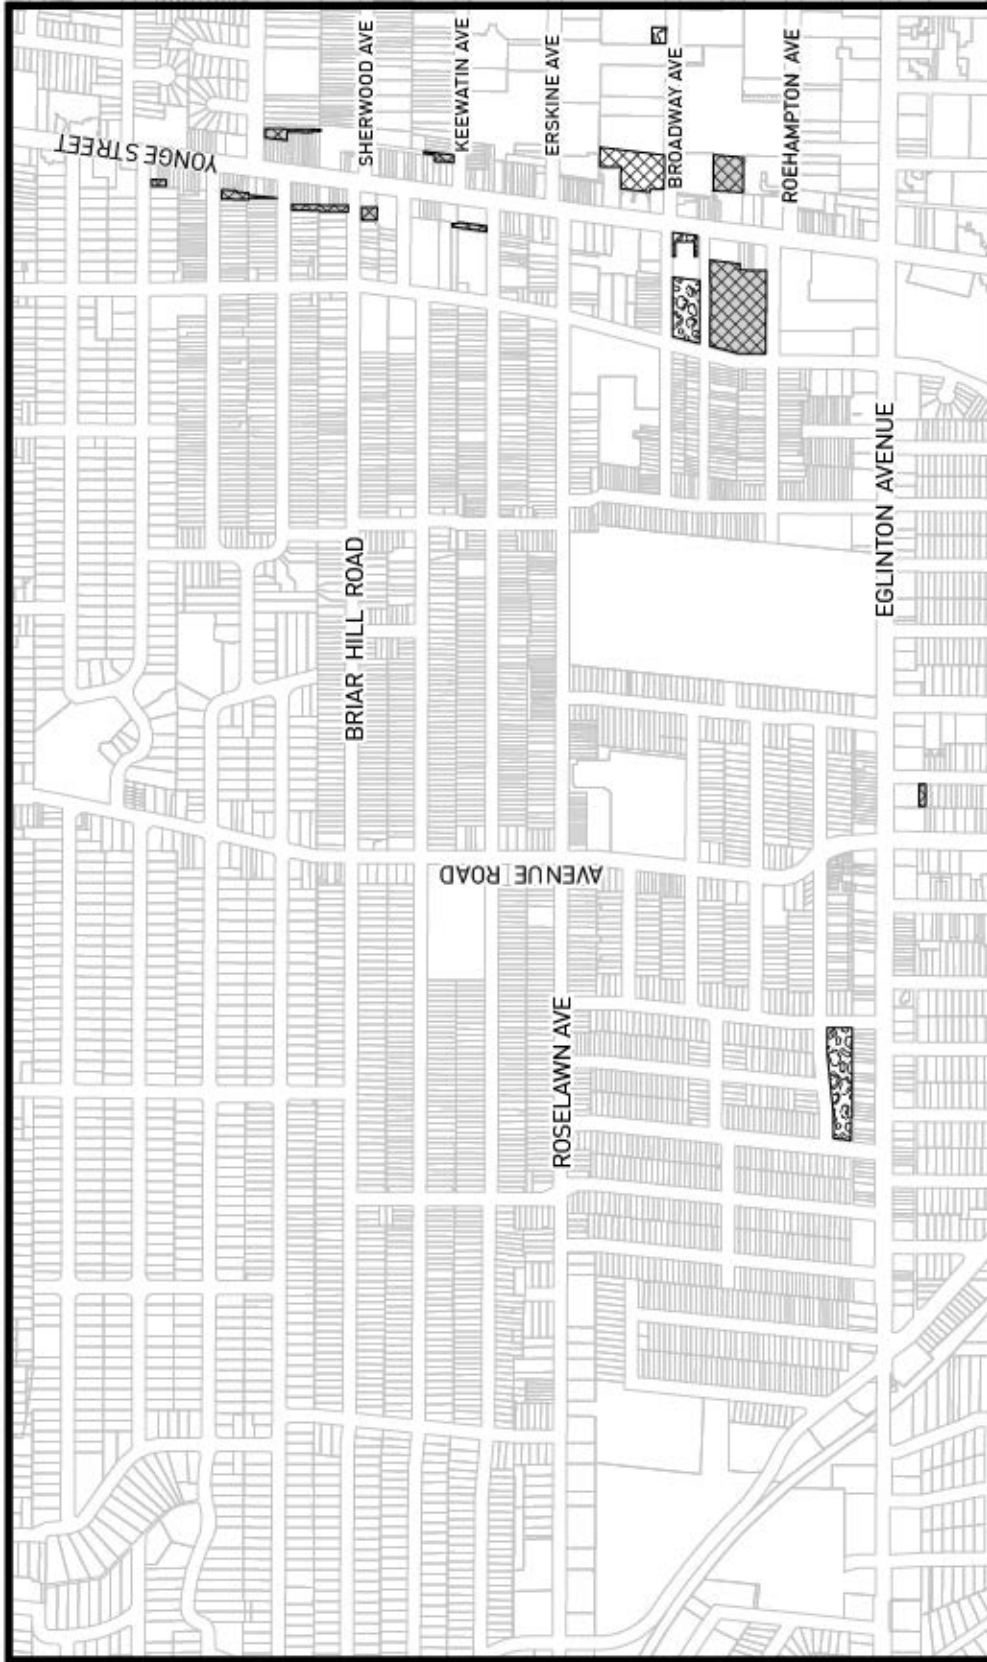 YONGE STREET
SHERWOOD AVE
KEEWATIN AVE
ERSKINE AVE
BROADWAY AVE
ROEHAMPTON AVE
BRIAR HILL ROAD
EGLINTON AVENUE
AVENUE ROAD
ROSELAWN AVE